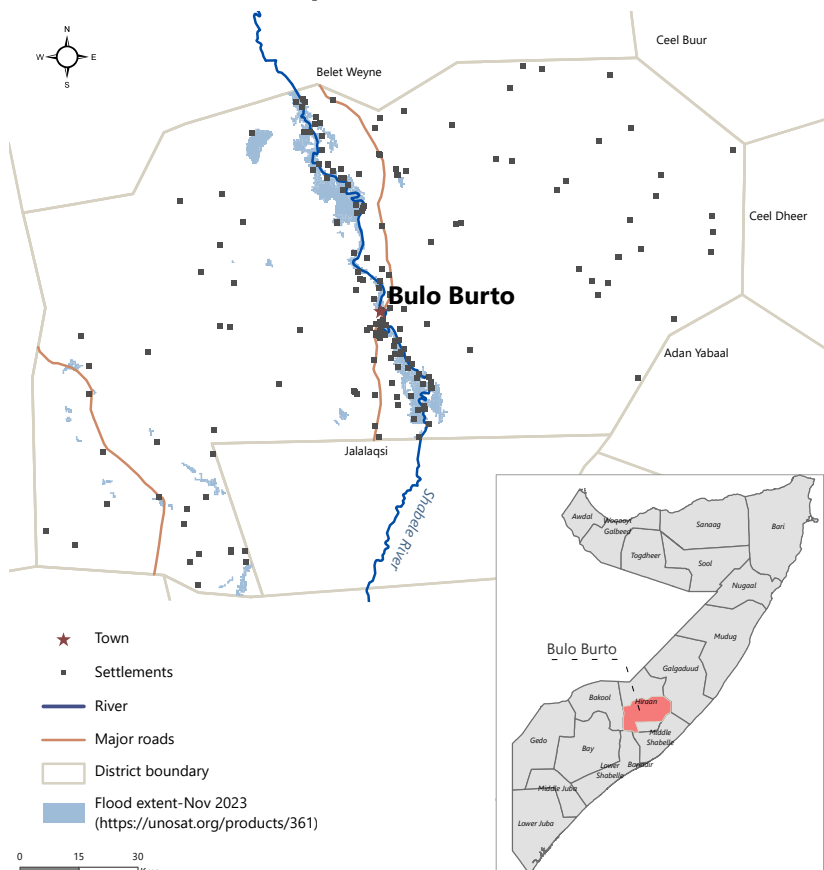 N
W E
S
Ceel Buur
Belet Weyne
Ceel Dheer
Bulo Burto
Adan Yabaal
Jalalaqsi
Shabele River
Town
Settlements
River
Major roads
District boundary
Flood extent-Nov 2023
(https://unosat.org/products/361)
0 15 30
Awdal
Woqooyi
Galbeed
Togdheer
Sanaag
Sool
Bari
Nugaal
Mudug
Bulo Burto
Galgaduud
Hiraan
Bakool
Gedo
Bay
Middle
Shabelle
Lower
Shabelle
Banadir
Middle Juba
Lower Juba